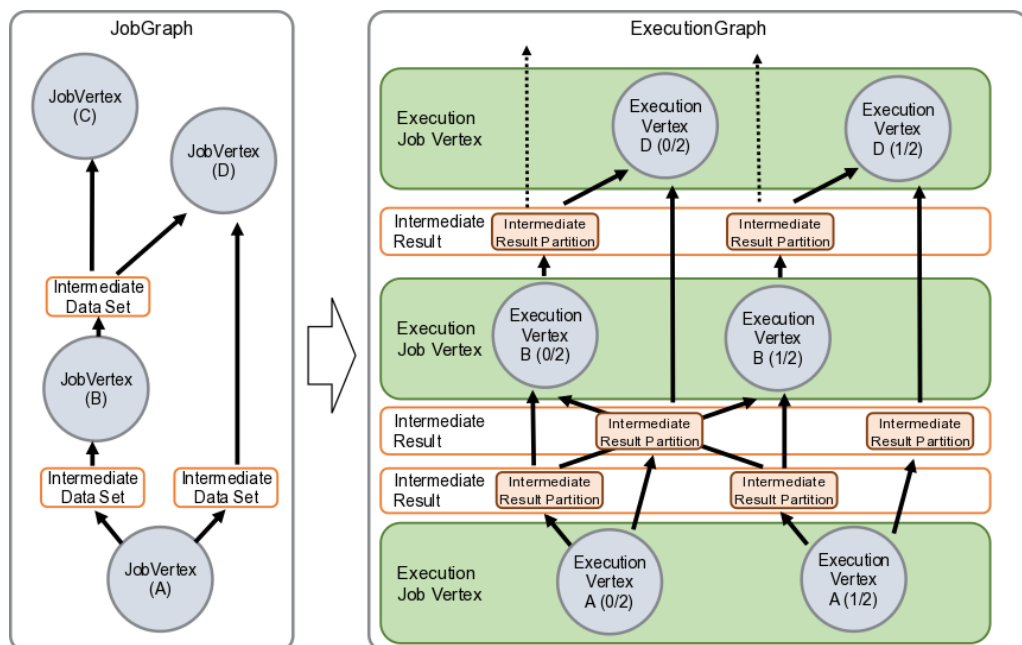 JobGraph
JobVertex
(C)
JobVertex
(D)
Intermediate
Data Set
JobVertex
(B)
Intermediate
Data Set
Intermediate
Data Set
JobVertex
(A)
ExecutionGraph
Execution
Job Vertex
Execution
Vertex
D (0/2)
Execution
Vertex
D (1/2)
Intermediate
Result
Intermediate
Result Partition
Intermediate
Result Partition
Execution
Job Vertex
Execution
Vertex
B (0/2)
Execution
Vertex
B (1/2)
Intermediate
Result
Intermediate
Result Partition
Intermediate
Result Partition
Intermediate
Result
Intermediate
Result Partition
Intermediate
Result Partition
Execution
Job Vertex
Execution
Vertex
A (0/2)
Execution
Vertex
A (1/2)